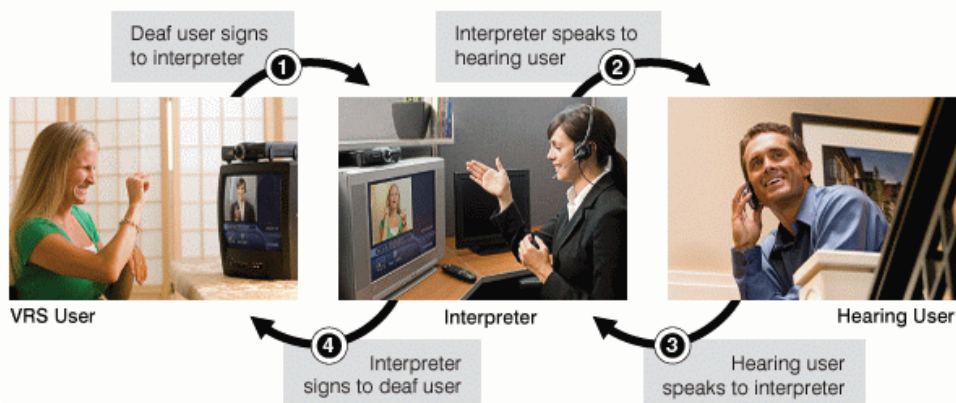 Deaf user signs
to interpreter
1
Interpreter speaks to
hearing user
2
VRS User
Interpreter
Hearing User
4
Interpreter
signs to deaf user
3
Hearing user
speaks to interpreter